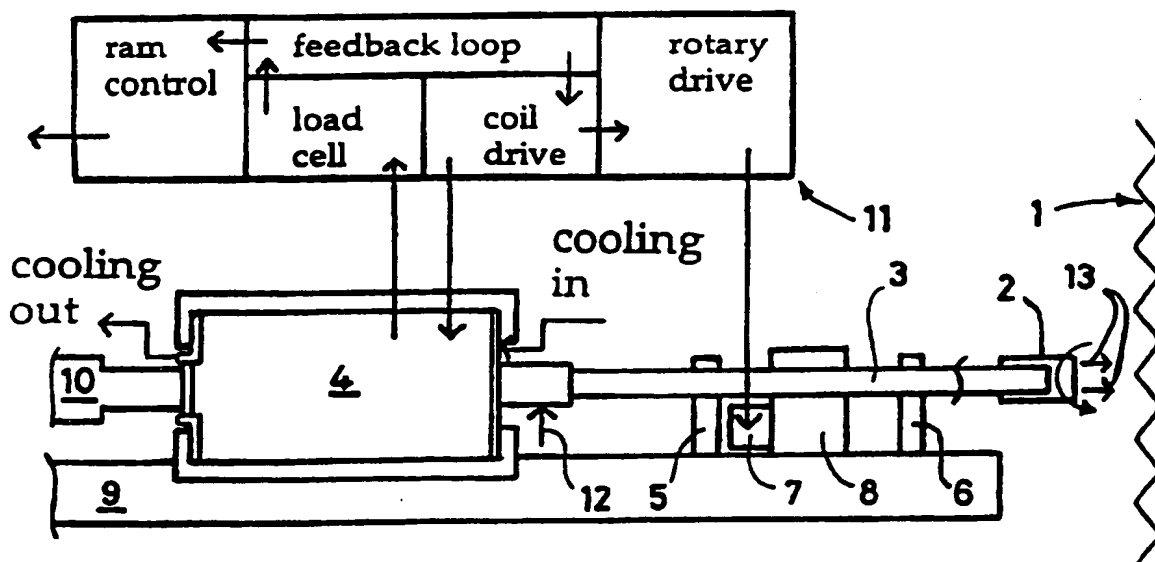 ram
control
feedback loop
rotary
drive
load
cell
coil
drive
11
1
cooling
in
cooling
out
3
2
13
10
4
12
5
7
8
6
9